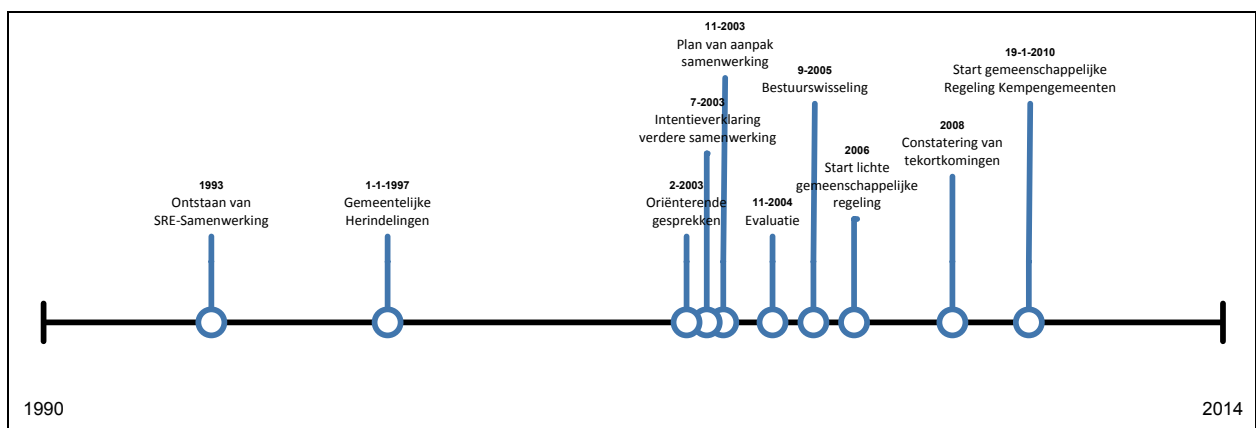 1993
Ontstaan van
SRE-Samenwerking
1-1-1997
Gemeentelijke
Herindelingen
2-2003
Oriënterende
gesprekken
7-2003
Intentieverklaring
verdere samenwerking
11-2003
Plan van aanpak
samenwerking
11-2004
Evaluatie
9-2005
Bestuurswisseling
2006
Start lichte
gemeenschappelijke
regeling
2008
Constatering van
tekortkomingen
19-1-2010
Start gemeenschappelijke
Regeling Kempengemeenten
1990
2014